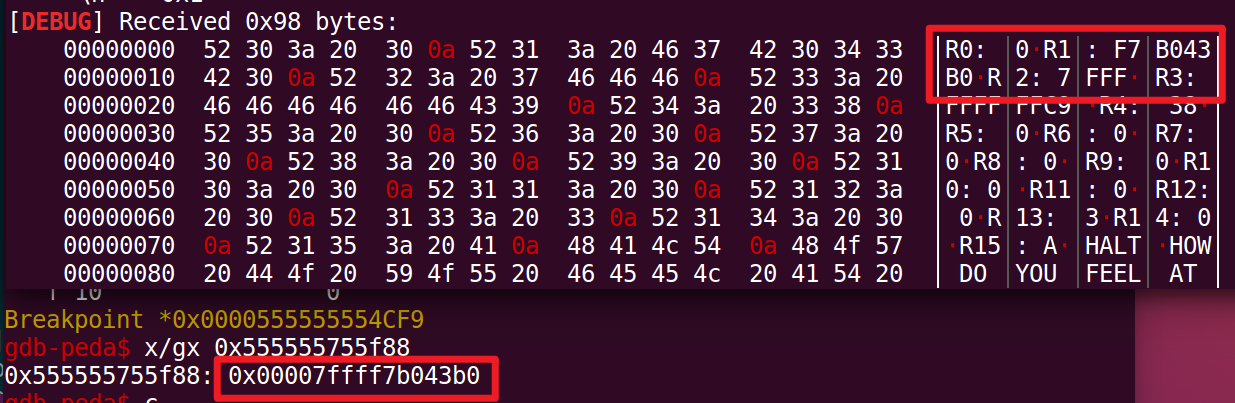 [DEBUG] Received 0x98 bytes:
00000000 52 30 3a 20 30 0a 52 31 3a 20 46 37 42 30 34 33 │R0: │0·R1│: F7│B043│
00000010 42 30 0a 52 32 3a 20 37 46 46 46 0a 52 33 3a 20 │B0·R│2: 7│FFF·│R3: │
00000020 46 46 46 46 46 46 43 39 0a 52 34 3a 20 33 38 0a │FFFF│FFC9│·R4:│ 38·│
00000030 52 35 3a 20 30 0a 52 36 3a 20 30 0a 52 37 3a 20 │R5: │0·R6│: 0·│R7: │
00000040 30 0a 52 38 3a 20 30 0a 52 39 3a 20 30 0a 52 31 │0·R8│: 0·│R9: │0·R1│
00000050 30 3a 20 30 0a 52 31 31 3a 20 30 0a 52 31 32 3a │0: 0│·R11│: 0·│R12:│
00000060 20 30 0a 52 31 33 3a 20 33 0a 52 31 34 3a 20 30 │ 0·R│13: │3·R1│4: 0│
00000070 0a 52 31 35 3a 20 41 0a 48 41 4c 54 0a 48 4f 57 │·R15│: A·│HALT│·HOW│
00000080 20 44 4f 20 59 4f 55 20 46 45 45 4c 20 41 54 20 │ DO │YOU │FEEL│ AT │
Breakpoint *0x0000555555554CF9
gdb-peda$ x/gx 0x555555755f88
0x555555755f88: 0x00007ffff7b043b0
gdb-peda$ c